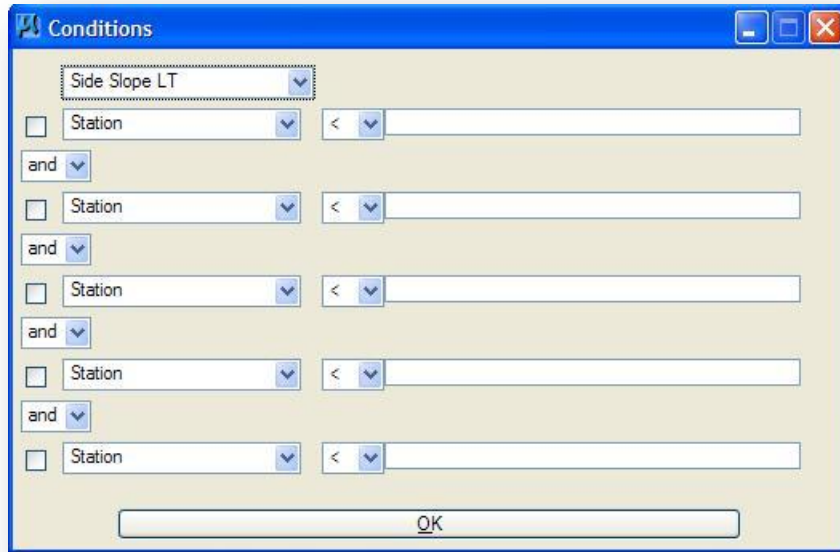 Conditions
Side Slope LT
Station <
and
Station <
and
Station <
and
Station <
and
Station <
OK